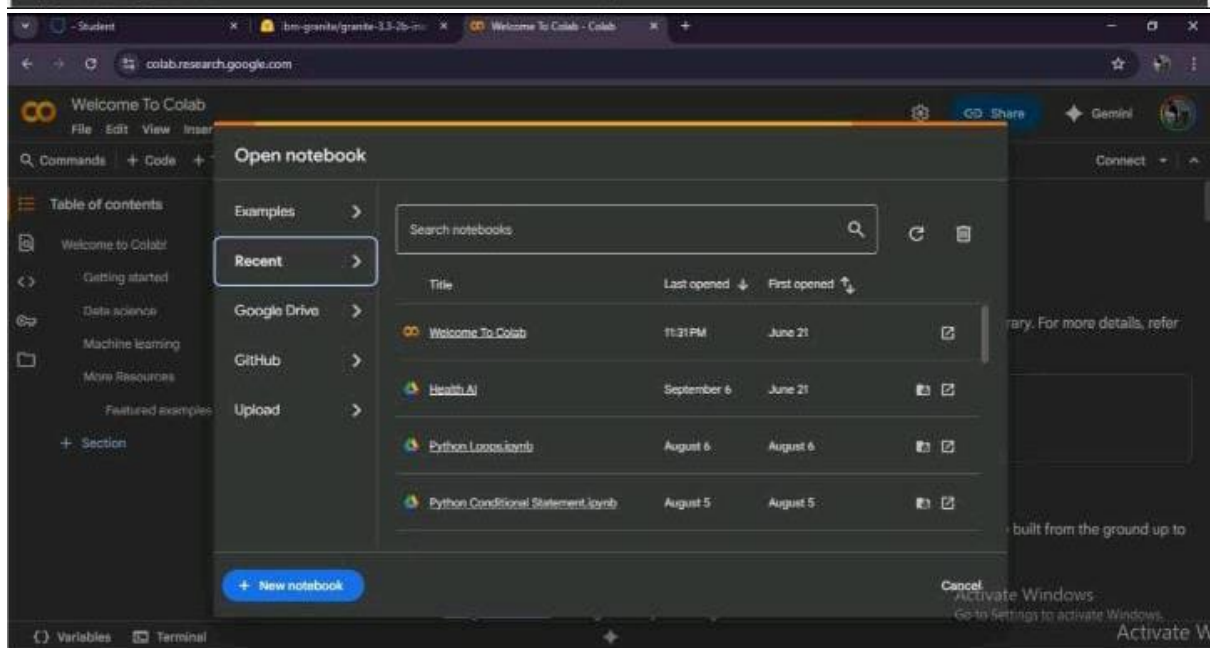 - Student
ibm-granite/granite-3.3-2b-in
Welcome To Colab - Colab
colab.research.google.com
Welcome To Colab
File Edit View Inser
Share
Gemini
Commands + Code +
Connect
Open notebook
Table of contents
Welcome to Colab!
Getting started
Data science
Machine learning
More Resources
Featured examples
+ Section
Examples
Recent
Google Drive
GitHub
Upload
Search notebooks
Title Last opened First opened
Welcome To Colab 11:31 PM June 21
Health AI September 6 June 21
Python Loops.ipynb August 6 August 6
Python Conditional Statement.ipynb August 5 August 5
rary. For more details, refer
built from the ground up to
+ New notebook
Cancel
Activate Windows
Go to Settings to activate Windows.
Activate W
Variables
Terminal